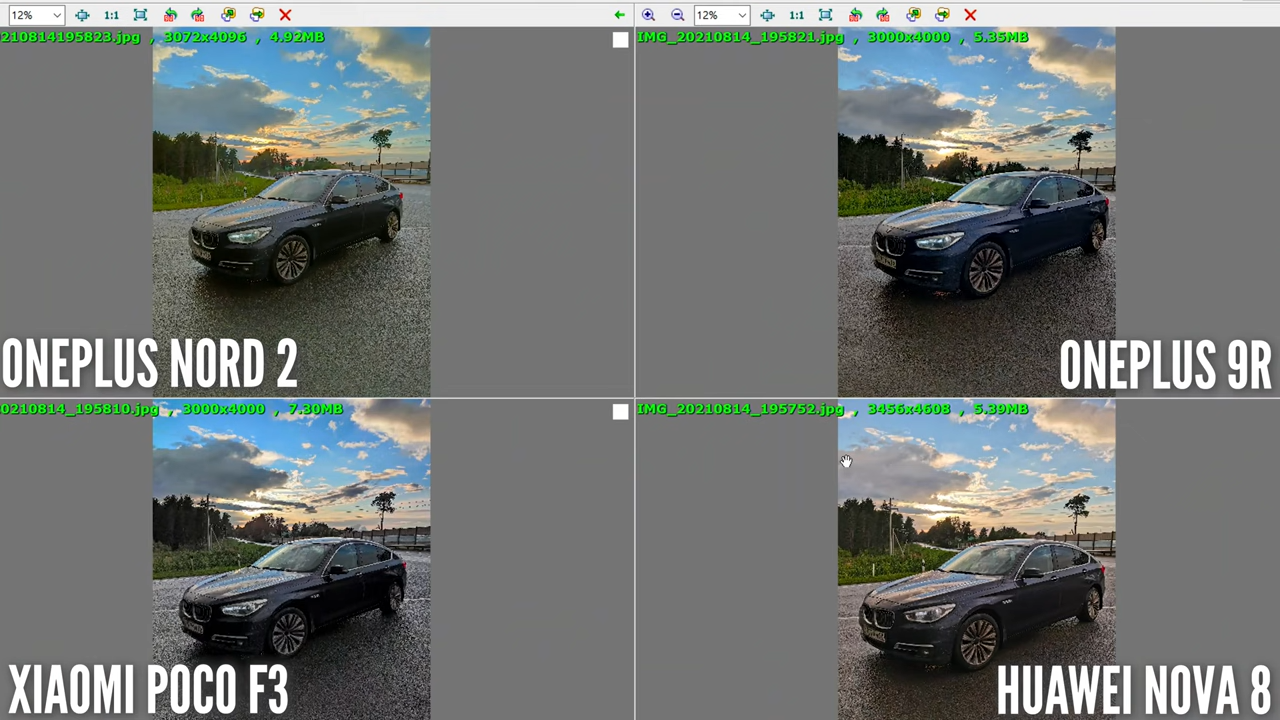 12% 1:1
12% 1:1
210814195823.jpg , 3072x4096 , 4.92MB
IMG_20210814_195821.jpg , 3000x4000 , 5.35MB
ONEPLUS NORD 2
ONEPLUS 9R
0210814_195810.jpg , 3000x4000 , 7.30MB
IMG_20210814_195752.jpg , 3456x4608 , 5.39MB
XIAOMI POCO F3
HUAWEI NOVA 8